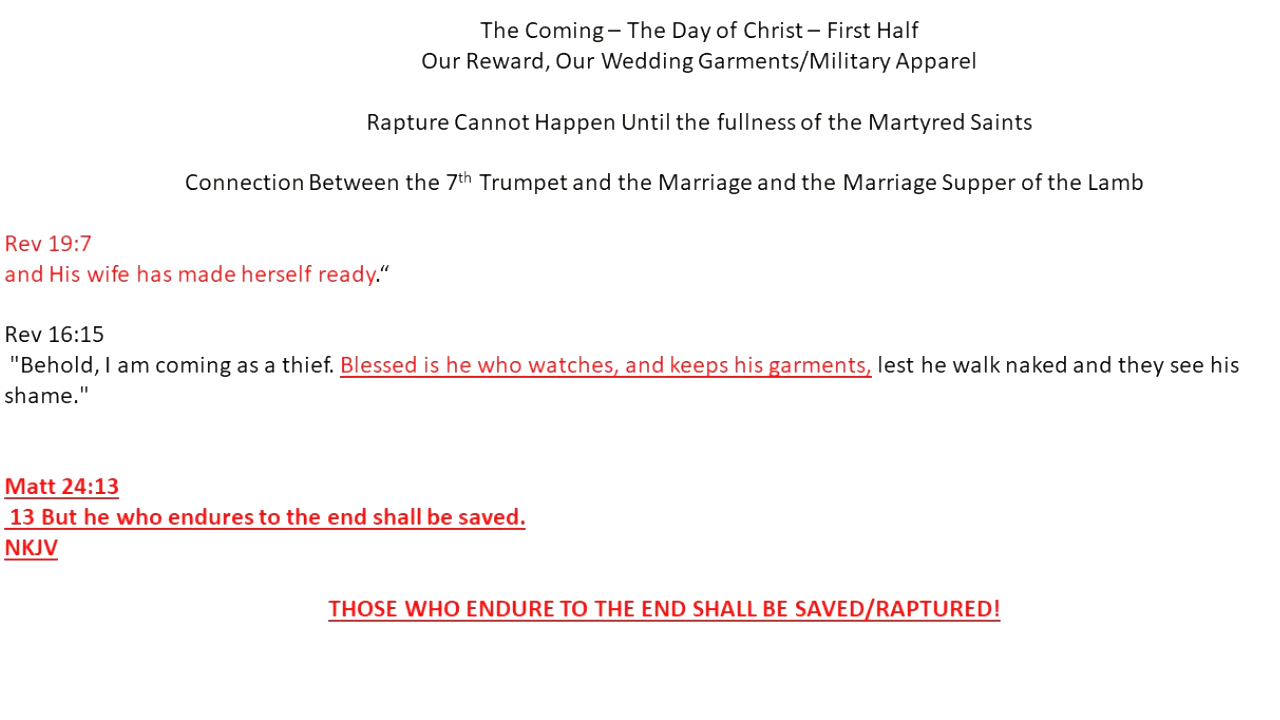 The Coming – The Day of Christ – First Half
Our Reward, Our Wedding Garments/Military Apparel
Rapture Cannot Happen Until the fullness of the Martyred Saints
Connection Between the 7th Trumpet and the Marriage and the Marriage Supper of the Lamb
Rev 19:7
and His wife has made herself ready.“
Rev 16:15
"Behold, I am coming as a thief. Blessed is he who watches, and keeps his garments, lest he walk naked and they see his
shame."
Matt 24:13
13 But he who endures to the end shall be saved.
NKJV
THOSE WHO ENDURE TO THE END SHALL BE SAVED/RAPTURED!